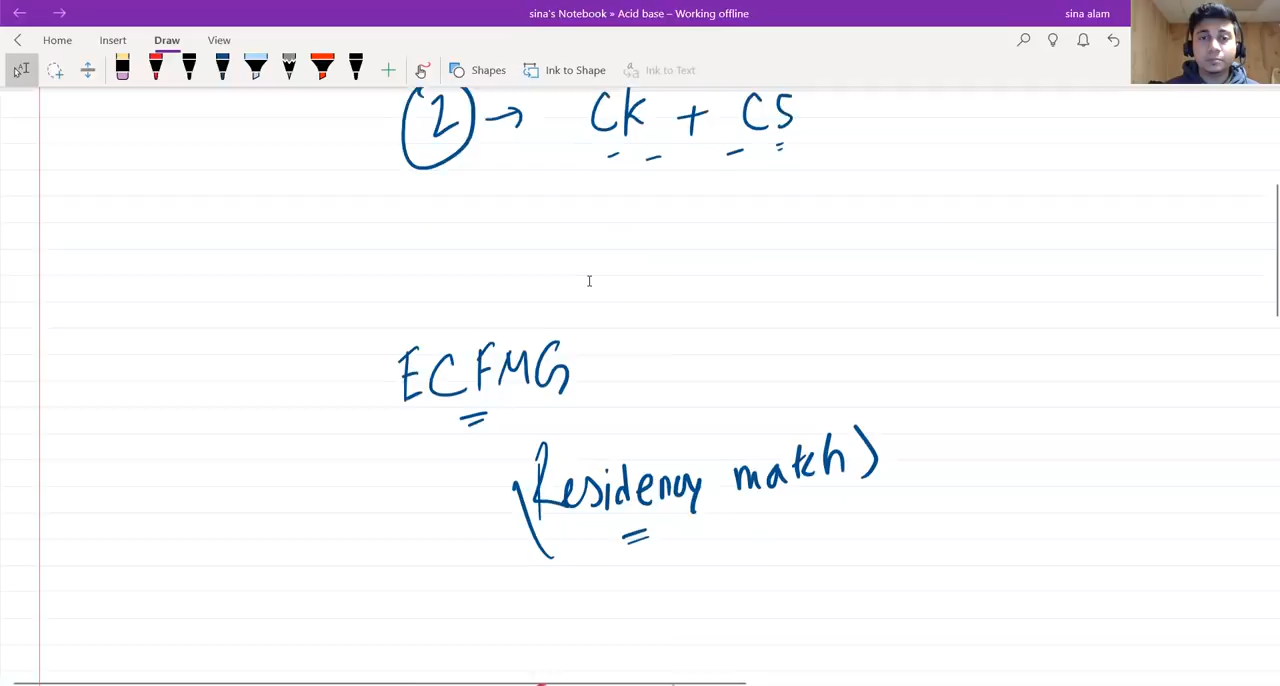 sina's Notebook » Acid base – Working offline
sina alam
Home Insert Draw View
Shapes Ink to Shape Ink to Text
(2) → CK + CS
ECFMG
(Residency match)